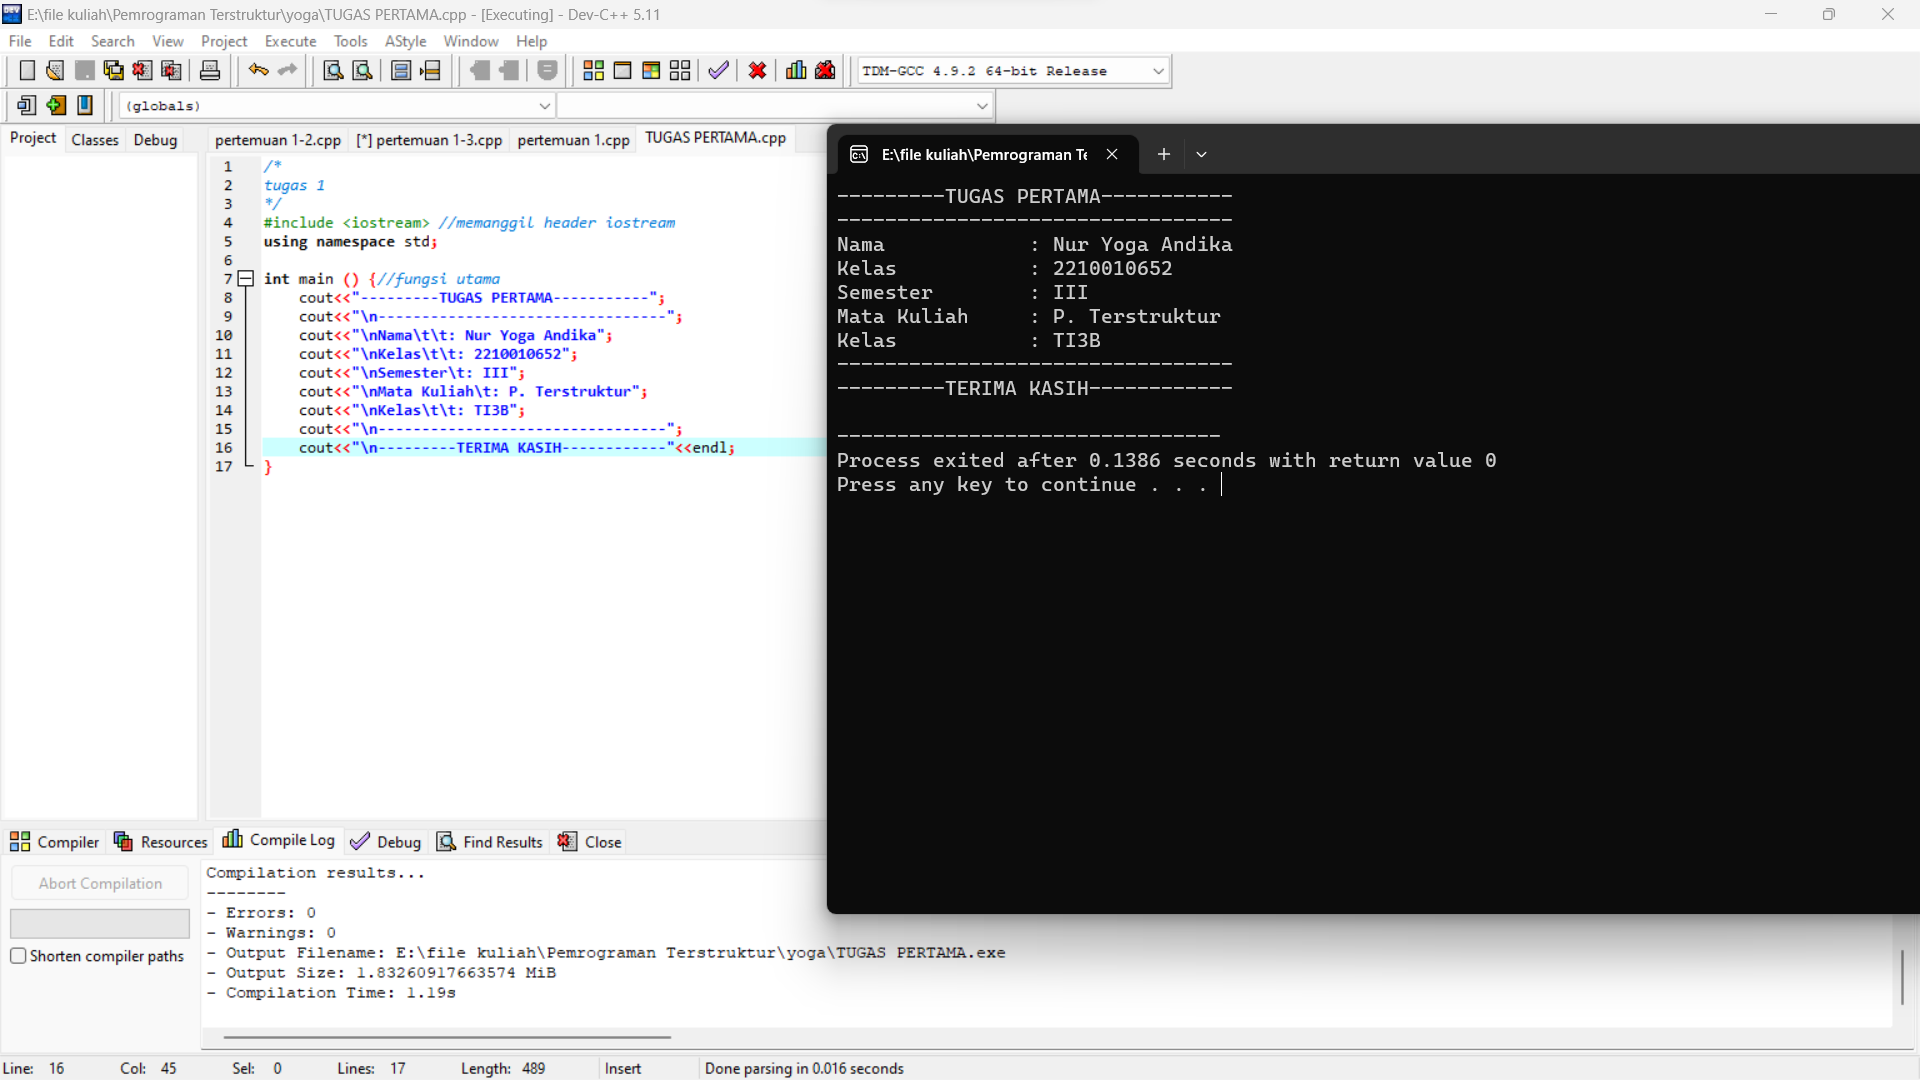 E:\file kuliah\Pemrograman Terstruktur\yoga\TUGAS PERTAMA.cpp - [Executing] - Dev-C++ 5.11
File Edit Search View Project Execute Tools AStyle Window Help
TDM-GCC 4.9.2 64-bit Release
(globals)
Project Classes Debug
pertemuan 1-2.cpp [*] pertemuan 1-3.cpp pertemuan 1.cpp TUGAS PERTAMA.cpp
1 /*
2 tugas 1
3 */
4 #include <iostream> //memanggil header iostream
5 using namespace std;
6
7 int main () {//fungsi utama
8 cout<<"---------TUGAS PERTAMA-----------";
9 cout<<"\n---------------------------------";
10 cout<<"\nNama\t\t: Nur Yoga Andika";
11 cout<<"\nKelas\t\t: 2210010652";
12 cout<<"\nSemester\t: III";
13 cout<<"\nMata Kuliah\t: P. Terstruktur";
14 cout<<"\nKelas\t\t: TI3B";
15 cout<<"\n---------------------------------";
16 cout<<"\n---------TERIMA KASIH------------"<<endl;
17 }
E:\file kuliah\Pemrograman Te
---------TUGAS PERTAMA-----------
---------------------------------
Nama : Nur Yoga Andika
Kelas : 2210010652
Semester : III
Mata Kuliah : P. Terstruktur
Kelas : TI3B
---------------------------------
---------TERIMA KASIH------------
--------------------------------
Process exited after 0.1386 seconds with return value 0
Press any key to continue . . .
Compiler Resources Compile Log Debug Find Results Close
Abort Compilation
Shorten compiler paths
Compilation results...
--------
- Errors: 0
- Warnings: 0
- Output Filename: E:\file kuliah\Pemrograman Terstruktur\yoga\TUGAS PERTAMA.exe
- Output Size: 1.83260917663574 MiB
- Compilation Time: 1.19s
Line: 16 Col: 45 Sel: 0 Lines: 17 Length: 489 Insert Done parsing in 0.016 seconds